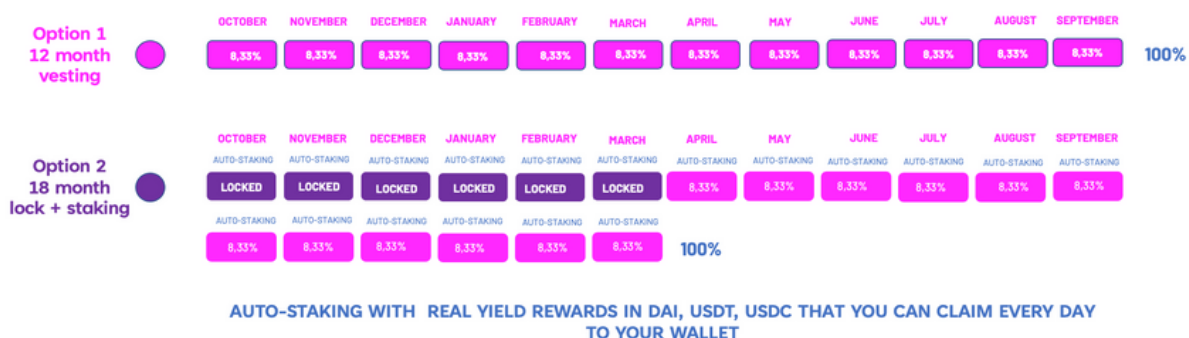 OCTOBER NOVEMBER DECEMBER JANUARY FEBRUARY MARCH APRIL MAY JUNE JULY AUGUST SEPTEMBER
Option 1
12 month
vesting
8,33% 8,33% 8,33% 8,33% 8,33% 8,33% 8,33% 8,33% 8,33% 8,33% 8,33% 8,33% 100%
OCTOBER NOVEMBER DECEMBER JANUARY FEBRUARY MARCH APRIL MAY JUNE JULY AUGUST SEPTEMBER
AUTO-STAKING AUTO-STAKING AUTO-STAKING AUTO-STAKING AUTO-STAKING AUTO-STAKING AUTO-STAKING AUTO-STAKING AUTO-STAKING AUTO-STAKING AUTO-STAKING AUTO-STAKING
Option 2
18 month
lock + staking
LOCKED LOCKED LOCKED LOCKED LOCKED LOCKED 8,33% 8,33% 8,33% 8,33% 8,33% 8,33%
AUTO-STAKING AUTO-STAKING AUTO-STAKING AUTO-STAKING AUTO-STAKING AUTO-STAKING
8,33% 8,33% 8,33% 8,33% 8,33% 8,33% 100%
AUTO-STAKING WITH REAL YIELD REWARDS IN DAI, USDT, USDC THAT YOU CAN CLAIM EVERY DAY
TO YOUR WALLET